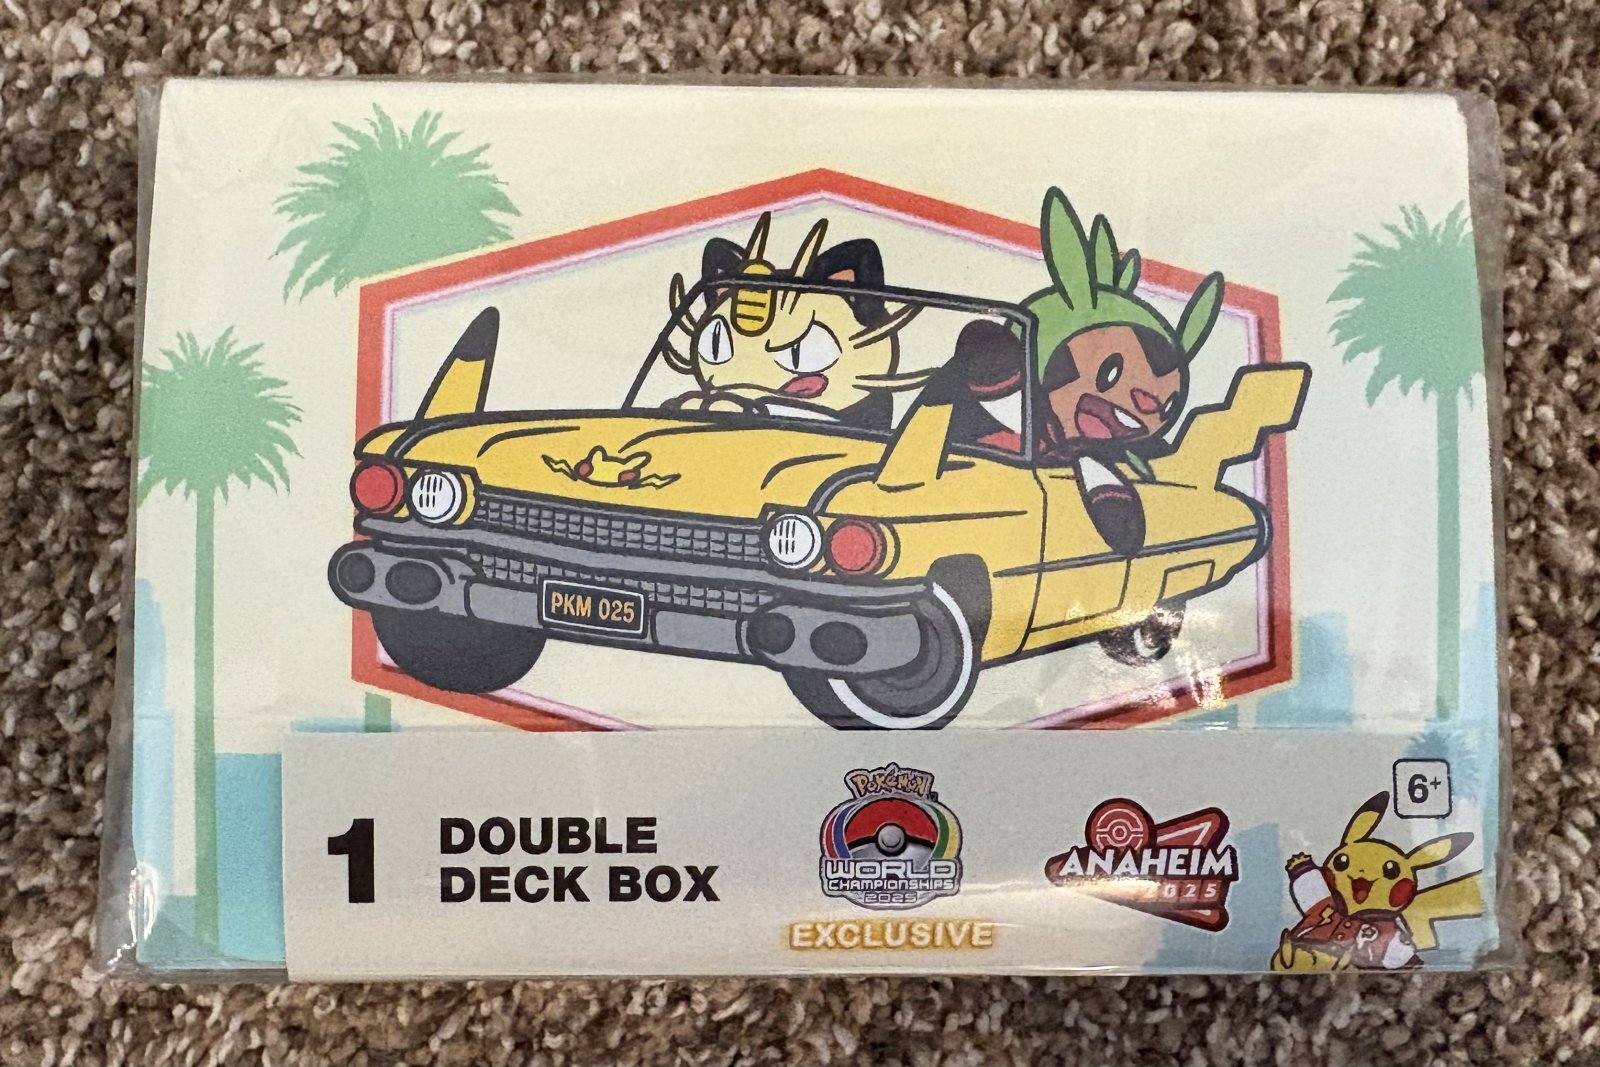 PKM 025
1 DOUBLE
DECK BOX
POKÉMON
WORLD
CHAMPIONSHIPS
2025
EXCLUSIVE
ANAHEIM
2025
6+